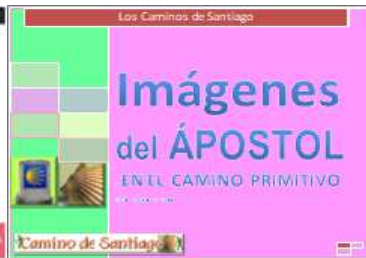 Los Caminos de Santiago
Imágenes
del ÁPOSTOL
EN EL CAMINO PRIMITIVO
Camino de Santiago